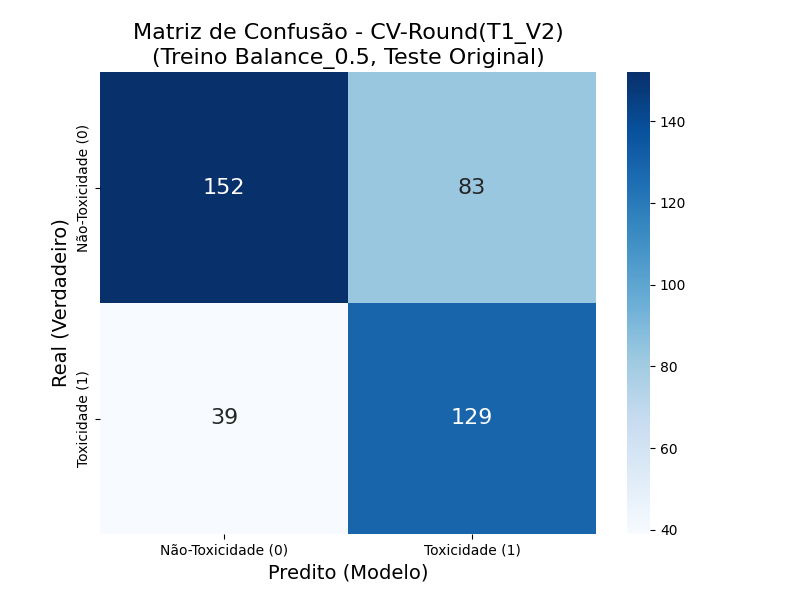 Matriz de Confusão - CV-Round(T1_V2)
(Treino Balance_0.5, Teste Original)
Real (Verdadeiro)
Não-Toxicidade (0)
152
83
Toxicidade (1)
39
129
Não-Toxicidade (0)
Toxicidade (1)
Predito (Modelo)
140
120
100
80
60
40